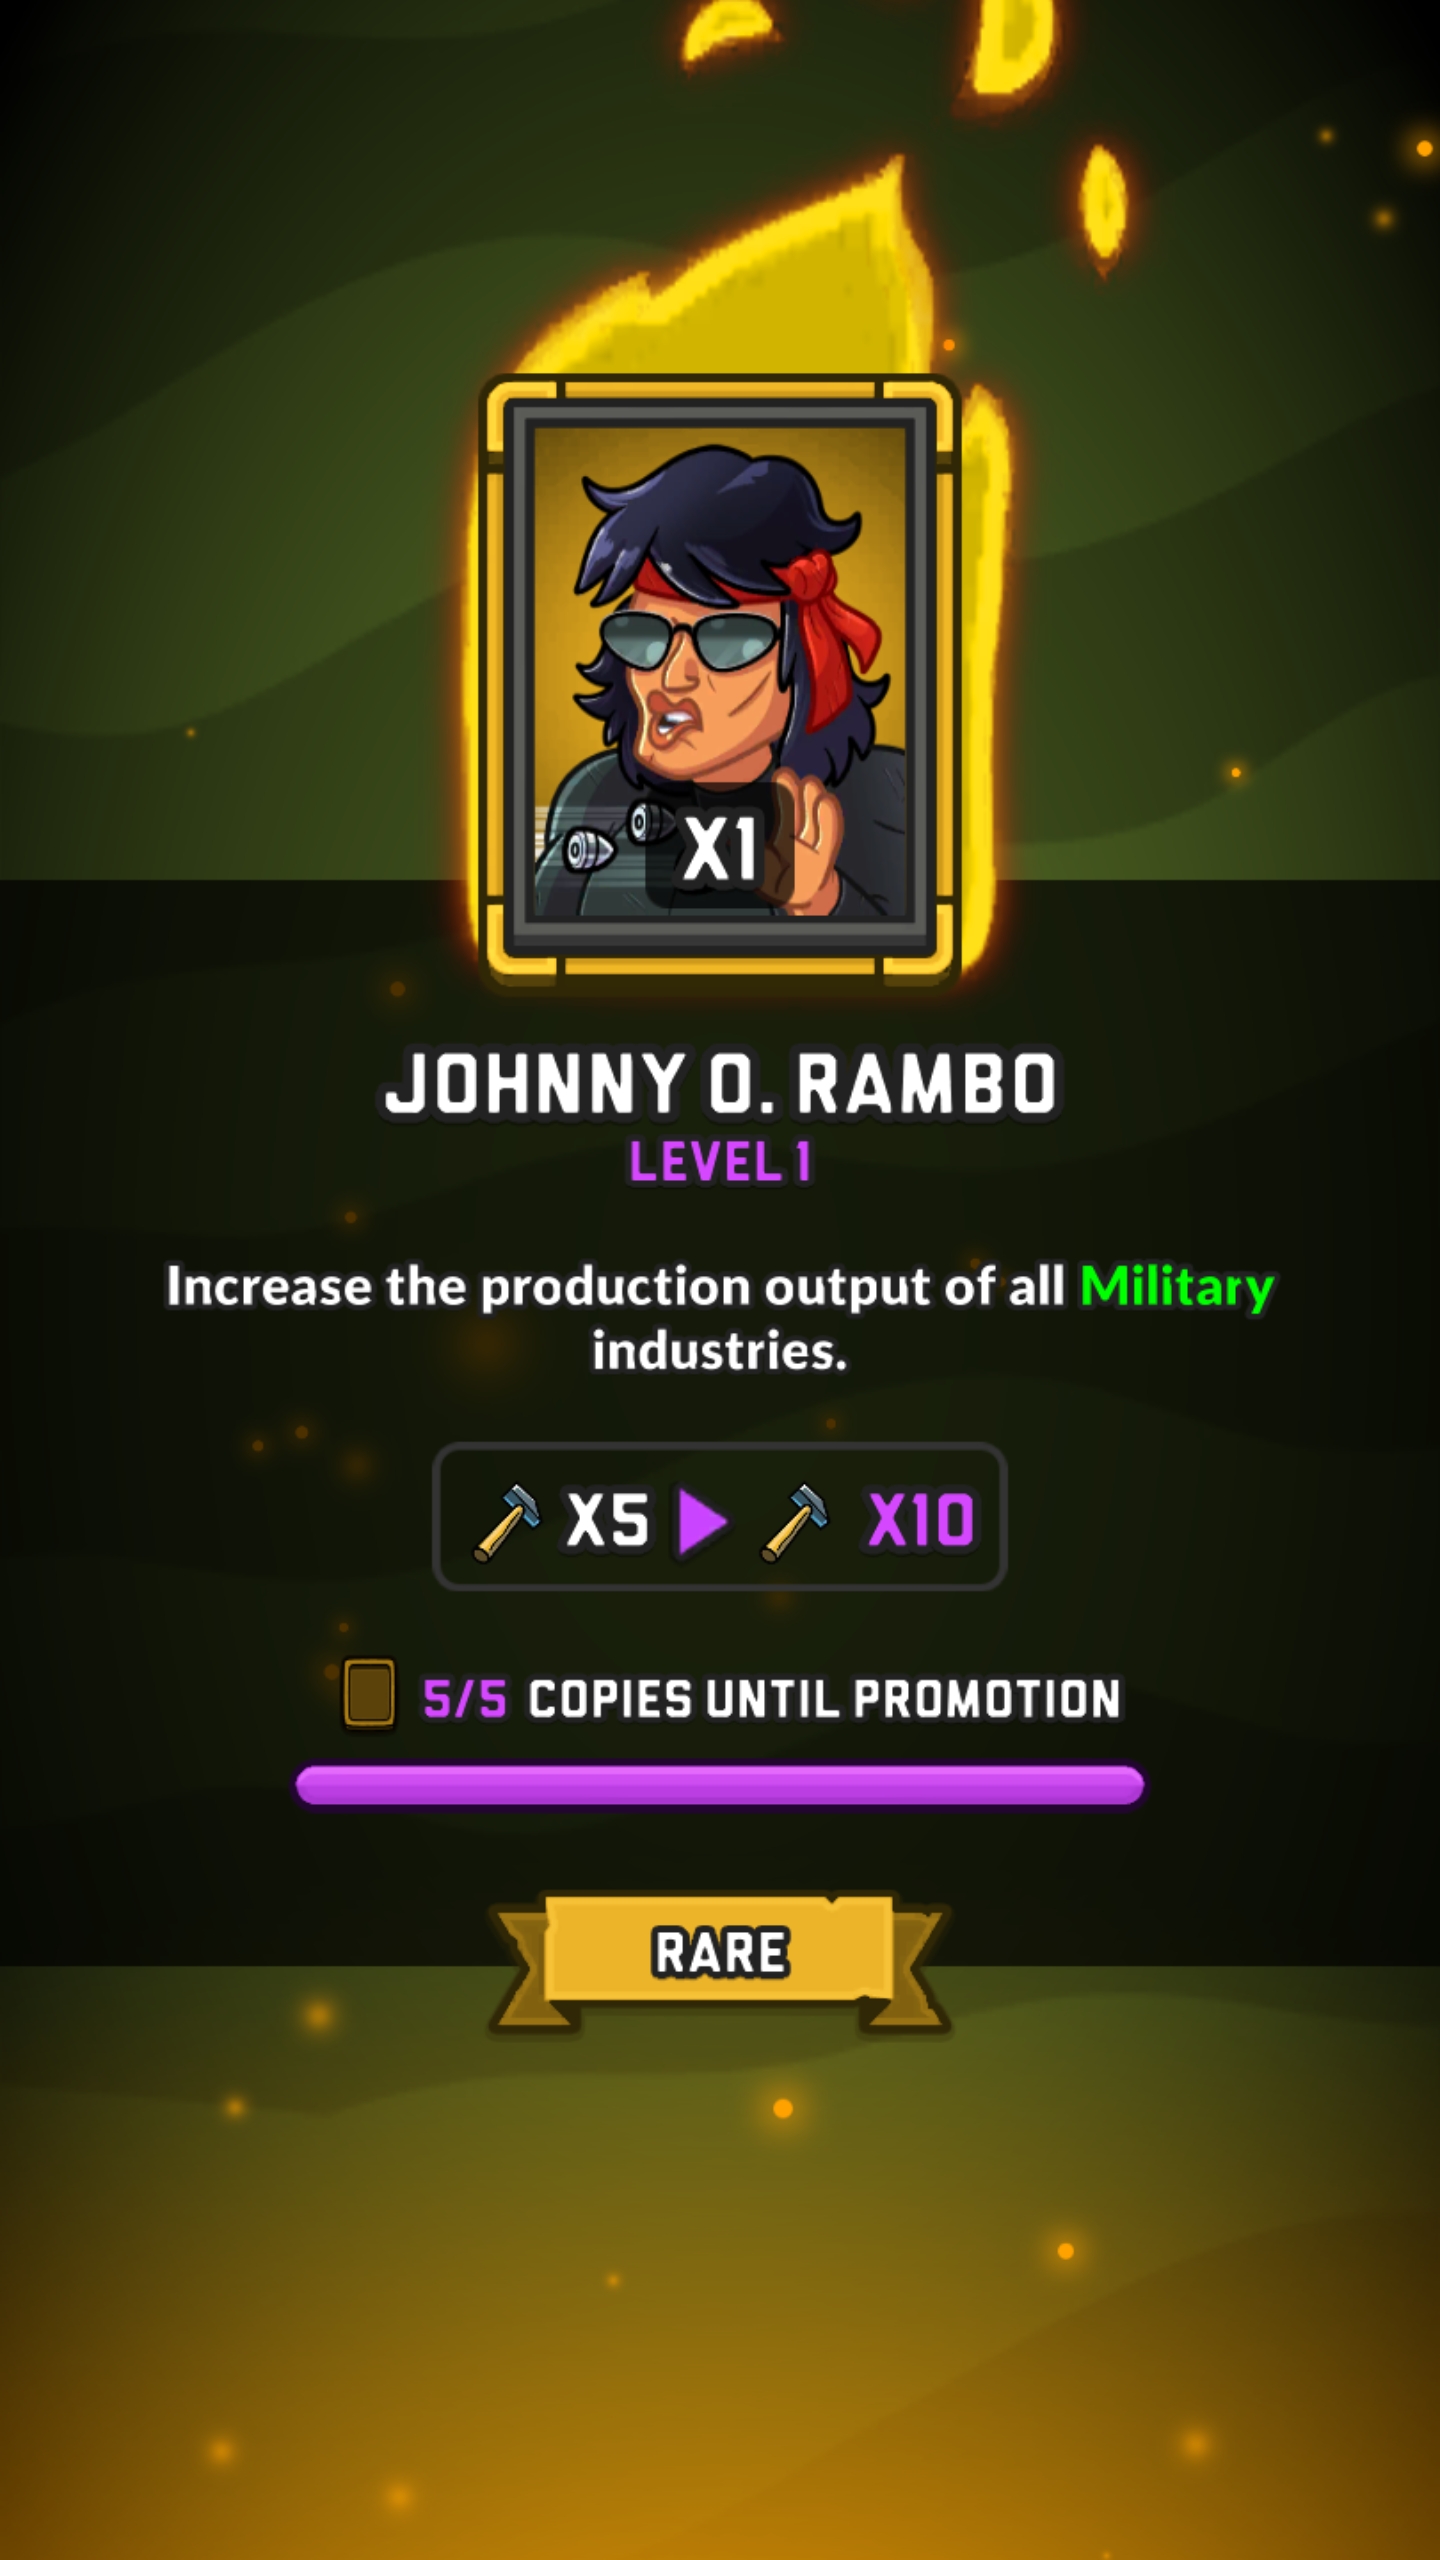 X1
JOHNNY O. RAMBO
LEVEL 1
Increase the production output of all Military
industries.
X5 X10
5/5 COPIES UNTIL PROMOTION
RARE